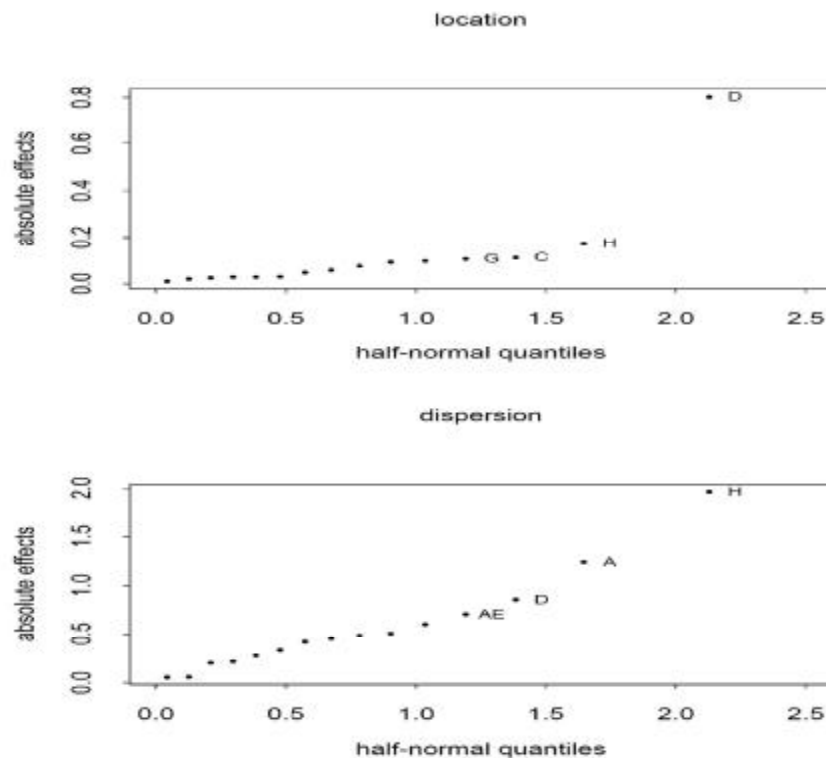 location
absolute effects
0.8
0.6
0.4
0.2
0.0
D
H
G
C
0.0 0.5 1.0 1.5 2.0 2.5
half-normal quantiles
dispersion
absolute effects
2.0
1.5
1.0
0.5
0.0
H
A
D
AE
0.0 0.5 1.0 1.5 2.0 2.5
half-normal quantiles